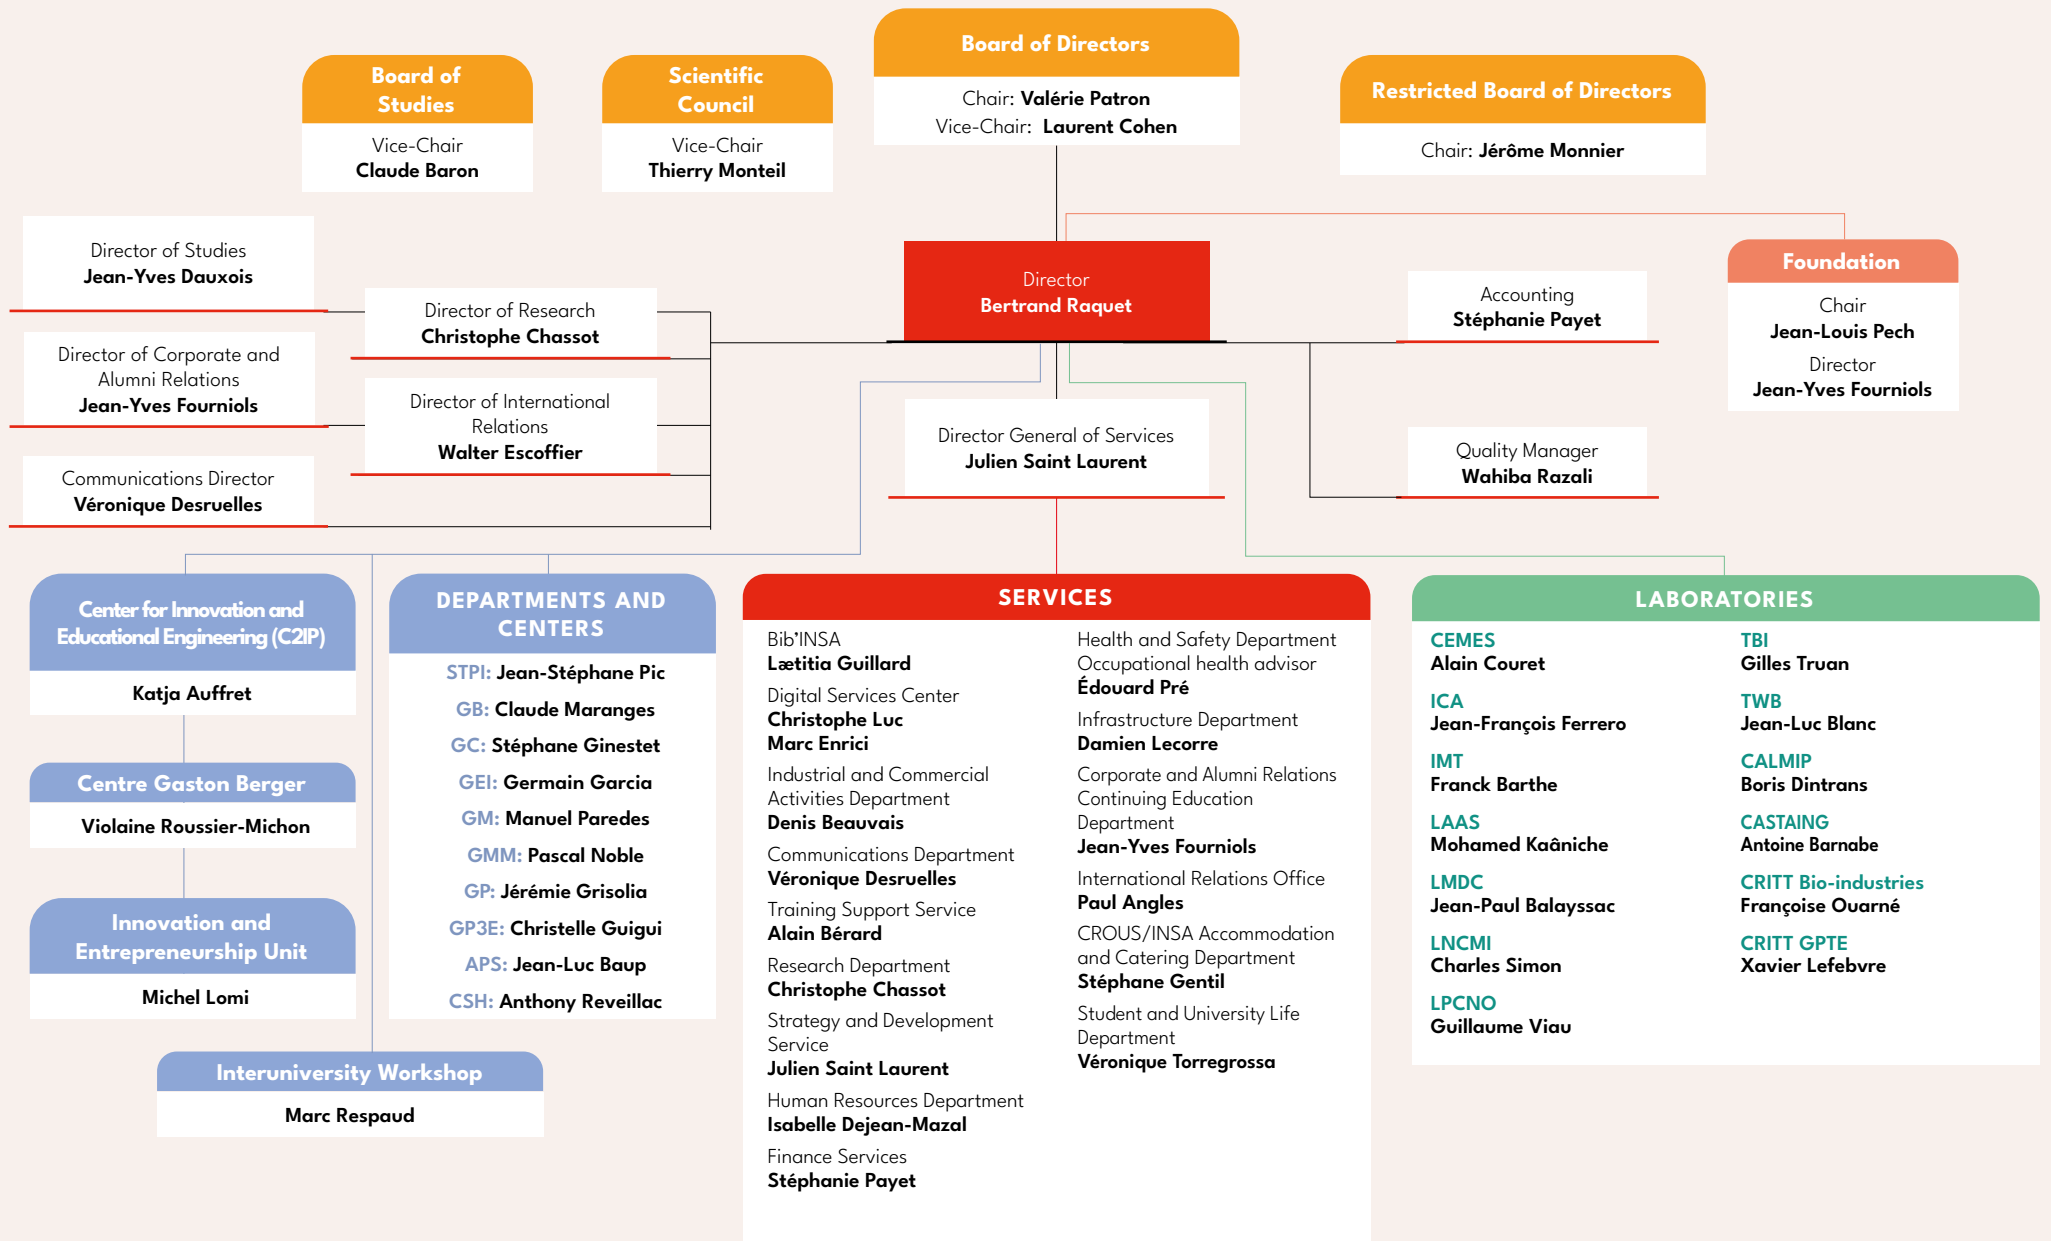 Board of Directors
Chair: Valérie Patron
Vice-Chair: Laurent Cohen
Board of
Studies
Vice-Chair
Claude Baron
Scientific
Council
Vice-Chair
Thierry Monteil
Restricted Board of Directors
Chair: Jérôme Monnier
Director of Studies
Jean-Yves Dauxois
Director of Research
Christophe Chassot
Director of Corporate and
Alumni Relations
Jean-Yves Fourniols
Director of International
Relations
Walter Escoffier
Communications Director
Véronique Desruelles
Director
Bertrand Raquet
Director General of Services
Julien Saint Laurent
Accounting
Stéphanie Payet
Quality Manager
Wahiba Razali
Foundation
Chair
Jean-Louis Pech
Director
Jean-Yves Fourniols
Center for Innovation and
Educational Engineering (C2IP)
Katja Auffret
Centre Gaston Berger
Violaine Roussier-Michon
Innovation and
Entrepreneurship Unit
Michel Lomi
Interuniversity Workshop
Marc Respaud
DEPARTMENTS AND
CENTERS
STPI: Jean-Stéphane Pic
GB: Claude Maranges
GC: Stéphane Ginestet
GEI: Germain Garcia
GM: Manuel Paredes
GMM: Pascal Noble
GP: Jérémie Grisolia
GP3E: Christelle Guigui
APS: Jean-Luc Baup
CSH: Anthony Reveillac
SERVICES
Bib’INSA
Lætitia Guillard
Digital Services Center
Christophe Luc
Marc Enrici
Industrial and Commercial
Activities Department
Denis Beauvais
Communications Department
Véronique Desruelles
Training Support Service
Alain Bérard
Research Department
Christophe Chassot
Strategy and Development
Service
Julien Saint Laurent
Human Resources Department
Isabelle Dejean-Mazal
Finance Services
Stéphanie Payet
Health and Safety Department
Occupational health advisor
Édouard Pré
Infrastructure Department
Damien Lecorre
Corporate and Alumni Relations
Continuing Education
Department
Jean-Yves Fourniols
International Relations Office
Paul Angles
CROUS/INSA Accommodation
and Catering Department
Stéphane Gentil
Student and University Life
Department
Véronique Torregrossa
LABORATORIES
CEMES
Alain Couret
ICA
Jean-François Ferrero
IMT
Franck Barthe
LAAS
Mohamed Kaâniche
LMDC
Jean-Paul Balayssac
LNCMI
Charles Simon
LPCNO
Guillaume Viau
TBI
Gilles Truan
TWB
Jean-Luc Blanc
CALMIP
Boris Dintrans
CASTAING
Antoine Barnabe
CRITT Bio-industries
Françoise Ouarné
CRITT GPTE
Xavier Lefebvre